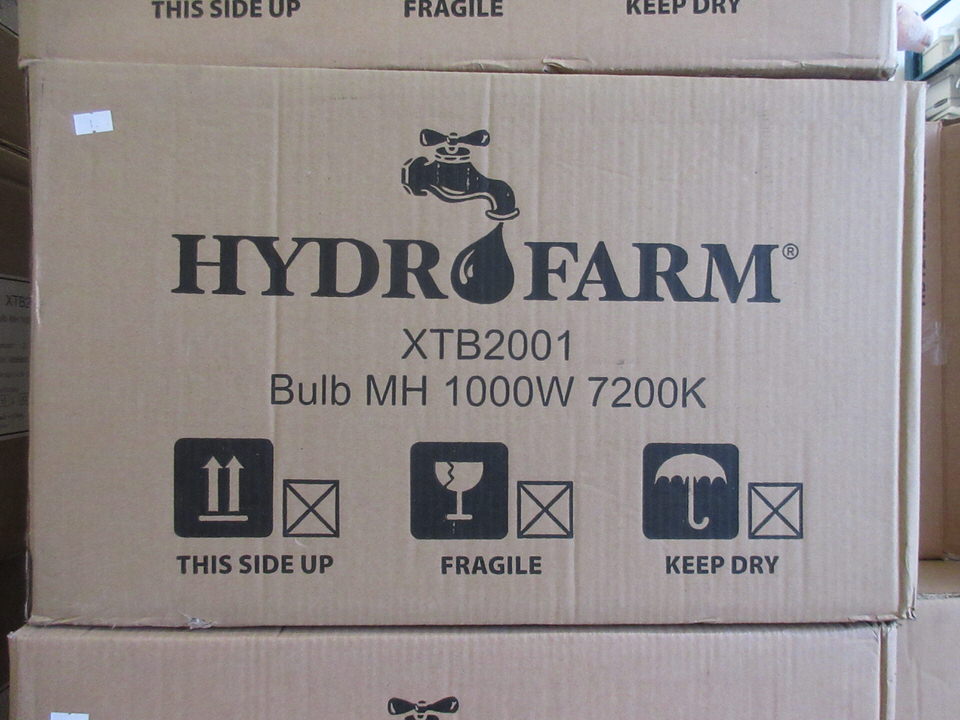 THIS SIDE UP FRAGILE KEEP DRY
HYDROFARM®
XTB2001
Bulb MH 1000W 7200K
THIS SIDE UP FRAGILE KEEP DRY